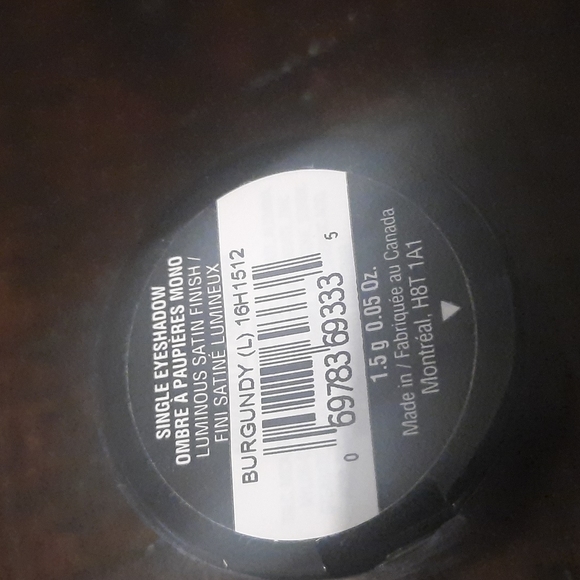 SINGLE EYESHADOW
OMBRE À PAUPIÈRES MONO
LUMINOUS SATIN FINISH /
FINI SATINÉ LUMINEUX
BURGUNDY (L) 16H1512
0 69783 69333 5
1.5 g 0.05 Oz.
Made in / Fabriquée au Canada
Montréal, H8T 1A1